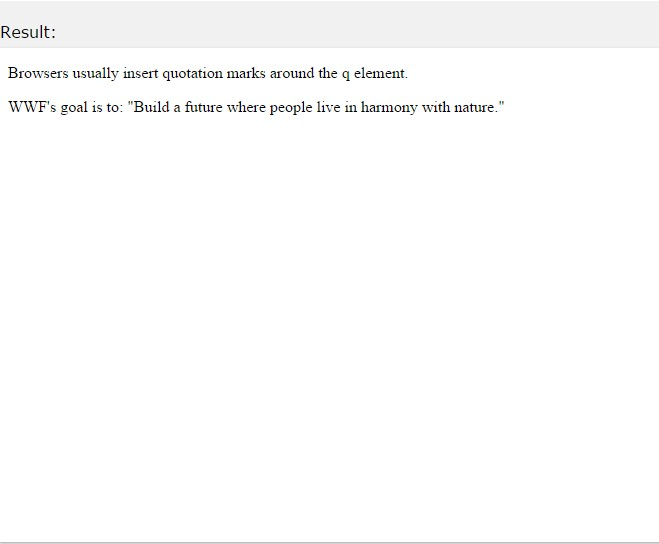 Result:
Browsers usually insert quotation marks around the q element.
WWF's goal is to: "Build a future where people live in harmony with nature."